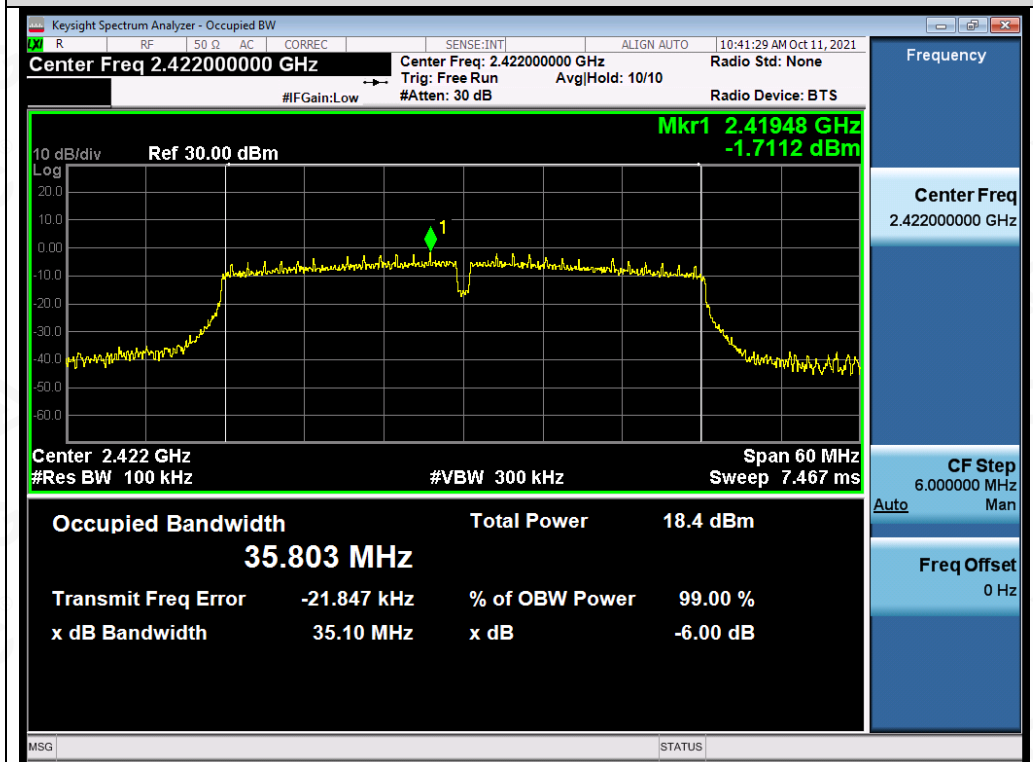 Keysight Spectrum Analyzer - Occupied BW
LXI R RF 50 Ω AC CORREC SENSE:INT ALIGN AUTO 10:41:29 AM Oct 11, 2021
Center Freq 2.422000000 GHz
Center Freq: 2.422000000 GHz Radio Std: None
Trig: Free Run Avg|Hold: 10/10
#IFGain:Low #Atten: 30 dB Radio Device: BTS
Frequency
Mkr1 2.41948 GHz
-1.7112 dBm
10 dB/div Ref 30.00 dBm
Log
20.0
10.0
0.00
-10.0
-20.0
-30.0
-40.0
-50.0
-60.0
1
Center 2.422 GHz Span 60 MHz
#Res BW 100 kHz #VBW 300 kHz Sweep 7.467 ms
Occupied Bandwidth Total Power 18.4 dBm
35.803 MHz
Transmit Freq Error -21.847 kHz % of OBW Power 99.00 %
x dB Bandwidth 35.10 MHz x dB -6.00 dB
Center Freq
2.422000000 GHz
CF Step
6.000000 MHz
Auto Man
Freq Offset
0 Hz
MSG STATUS